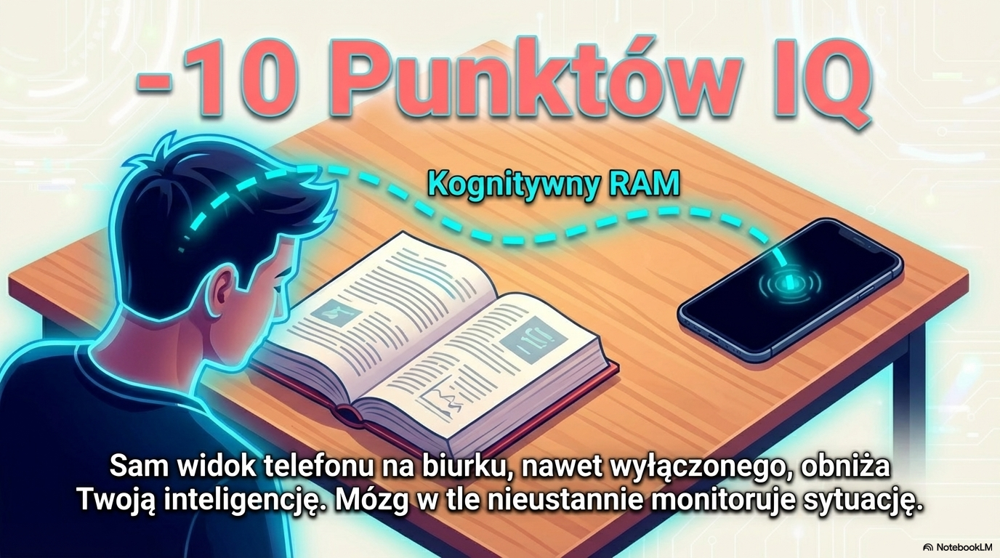 -10 Punktów IQ
Kognitywny RAM
Sam widok telefonu na biurku, nawet wyłączonego, obniża
Twoją inteligencję. Mózg w tle nieustannie monitoruje sytuację.
NotebookLM